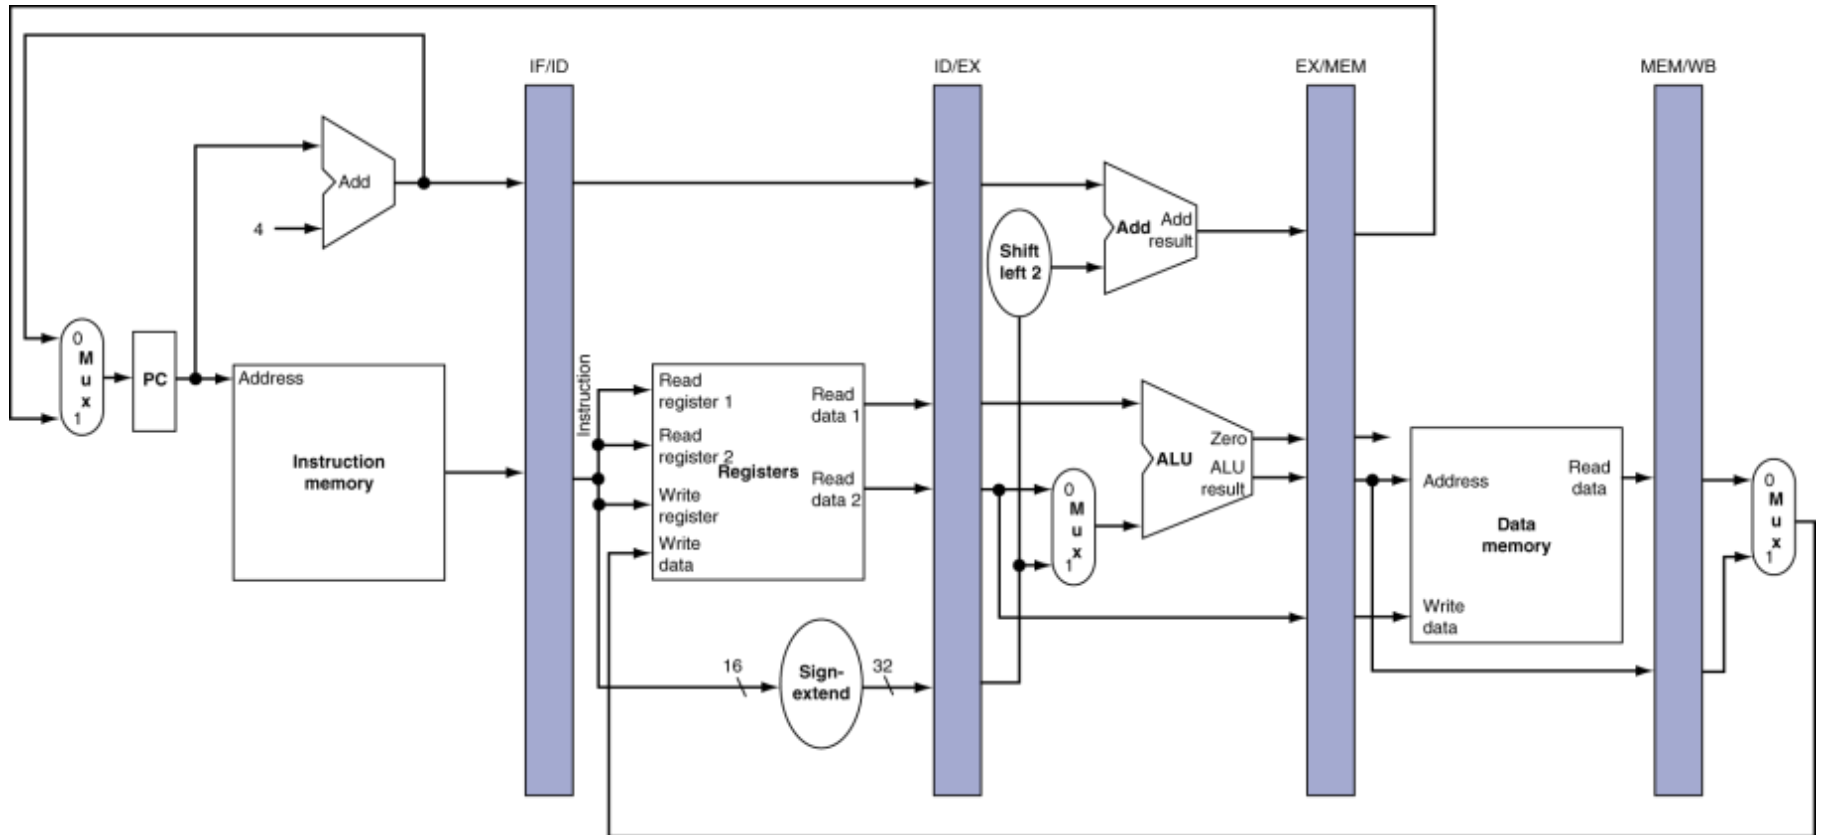 IF/ID
ID/EX
EX/MEM
MEM/WB
Add
4
Add
Add
result
Shift
left 2
0
M
u
x
1
PC
Address
Instruction
memory
Instruction
Read
register 1
Read
register 2
Write
register
Write
data
Registers
Read
data 1
Read
data 2
16
Sign-
extend
32
0
M
u
x
1
ALU
Zero
ALU
result
Address
Read
data
Data
memory
Write
data
0
M
u
x
1